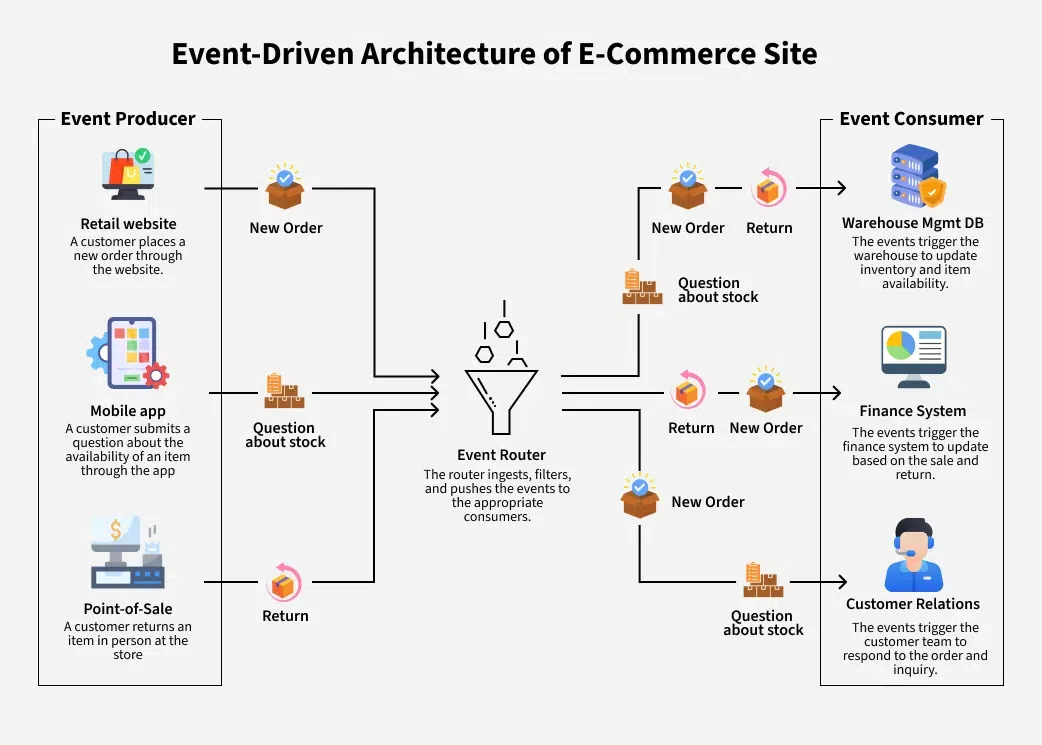 Event-Driven Architecture of E-Commerce Site
Event Producer
Retail website
A customer places a
new order through
the website.
Mobile app
A customer submits a
question about the
availability of an item
through the app
$
Point-of-Sale
A customer returns an
item in person at the
store
New Order
Question
about stock
Return
Event Router
The router ingests, filters,
and pushes the events to
the appropriate
consumers.
New Order
Return
Question
about stock
Return
New Order
New Order
Question
about stock
Event Consumer
Warehouse Mgmt DB
The events trigger the
warehouse to update
inventory and item
availability.
Finance System
The events trigger the
finance system to update
based on the sale and
return.
Customer Relations
The events trigger the
customer team to
respond to the order and
inquiry.